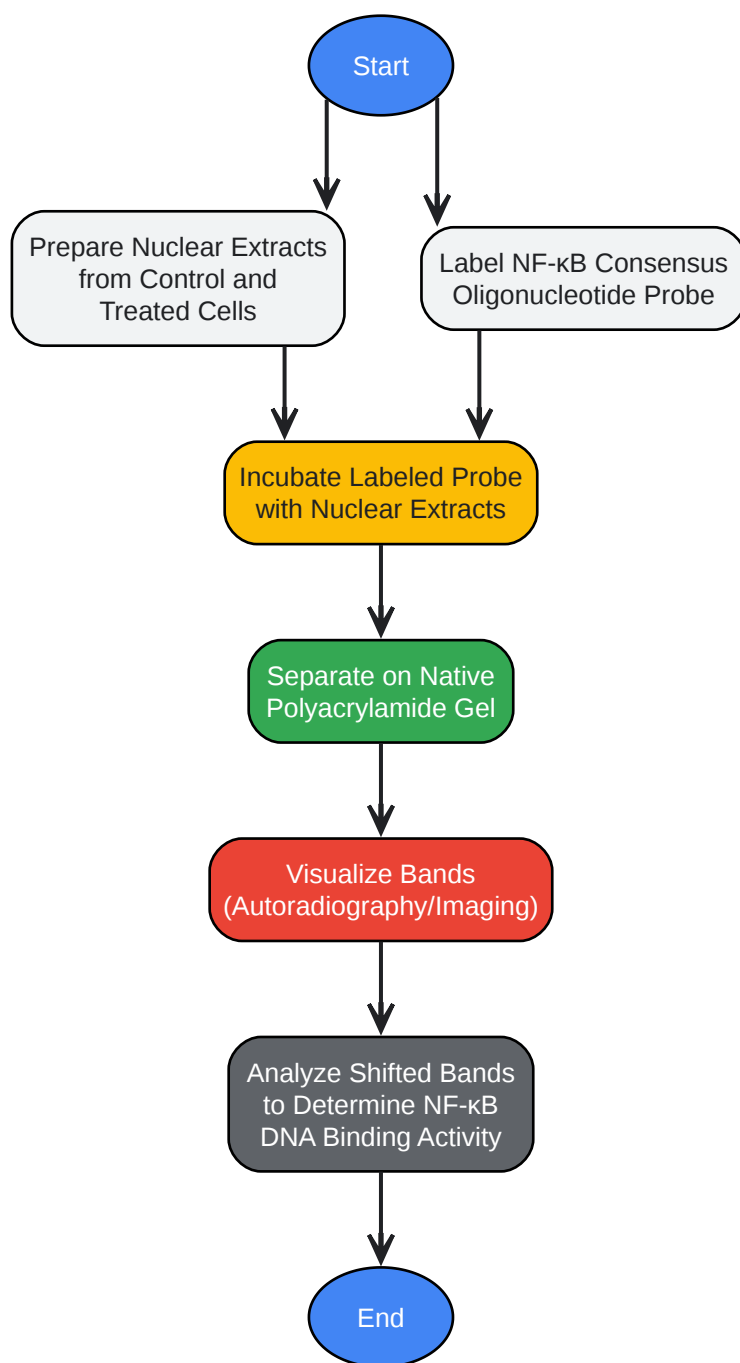 Start
Prepare Nuclear Extracts
from Control and
Treated Cells
Label NF-κB Consensus
Oligonucleotide Probe
Incubate Labeled Probe
with Nuclear Extracts
Separate on Native
Polyacrylamide Gel
Visualize Bands
(Autoradiography/Imaging)
Analyze Shifted Bands
to Determine NF-κB
DNA Binding Activity
End